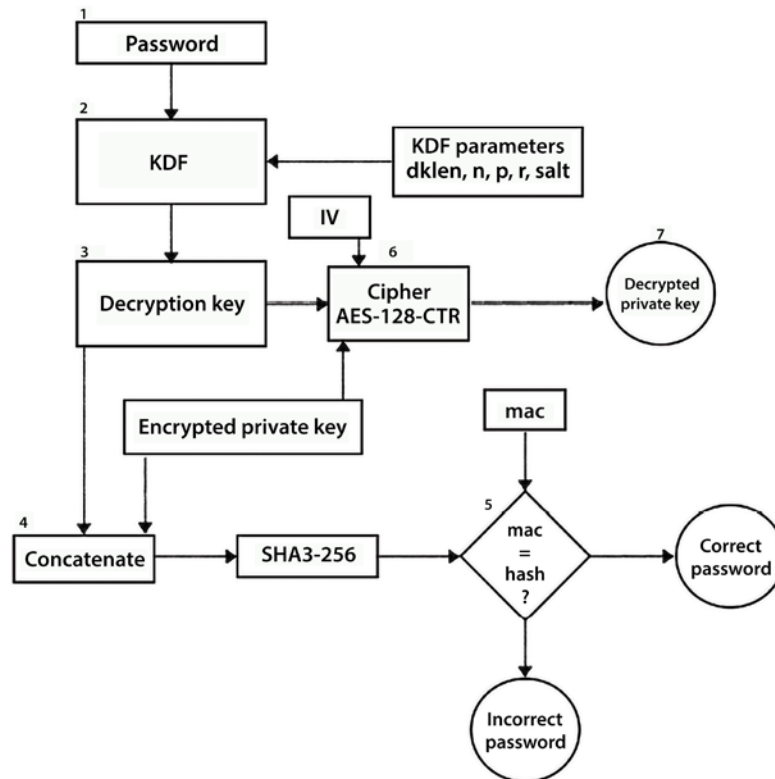 1
Password
2
KDF
KDF parameters
dklen, n, p, r, salt
IV
3
Decryption key
6
Cipher
AES-128-CTR
7
Decrypted
private key
Encrypted private key
mac
4
Concatenate
SHA3-256
5
mac
=
hash
?
Correct
password
Incorrect
password